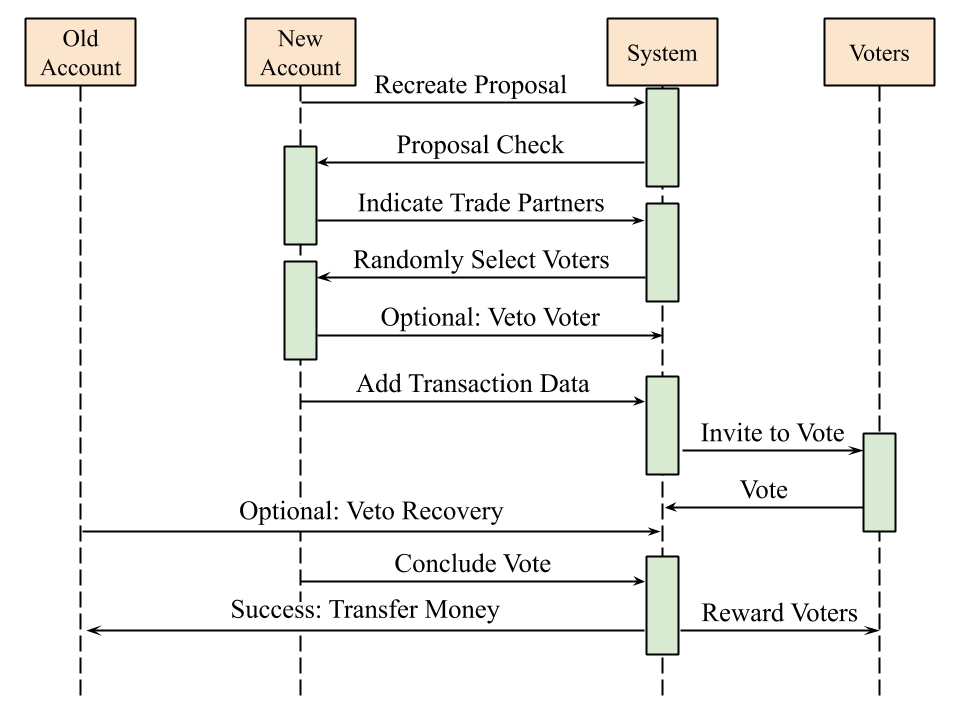 Old
Account
New
Account
System
Voters
Recreate Proposal
Proposal Check
Indicate Trade Partners
Randomly Select Voters
Optional: Veto Voter
Add Transaction Data
Invite to Vote
Vote
Optional: Veto Recovery
Conclude Vote
Success: Transfer Money
Reward Voters